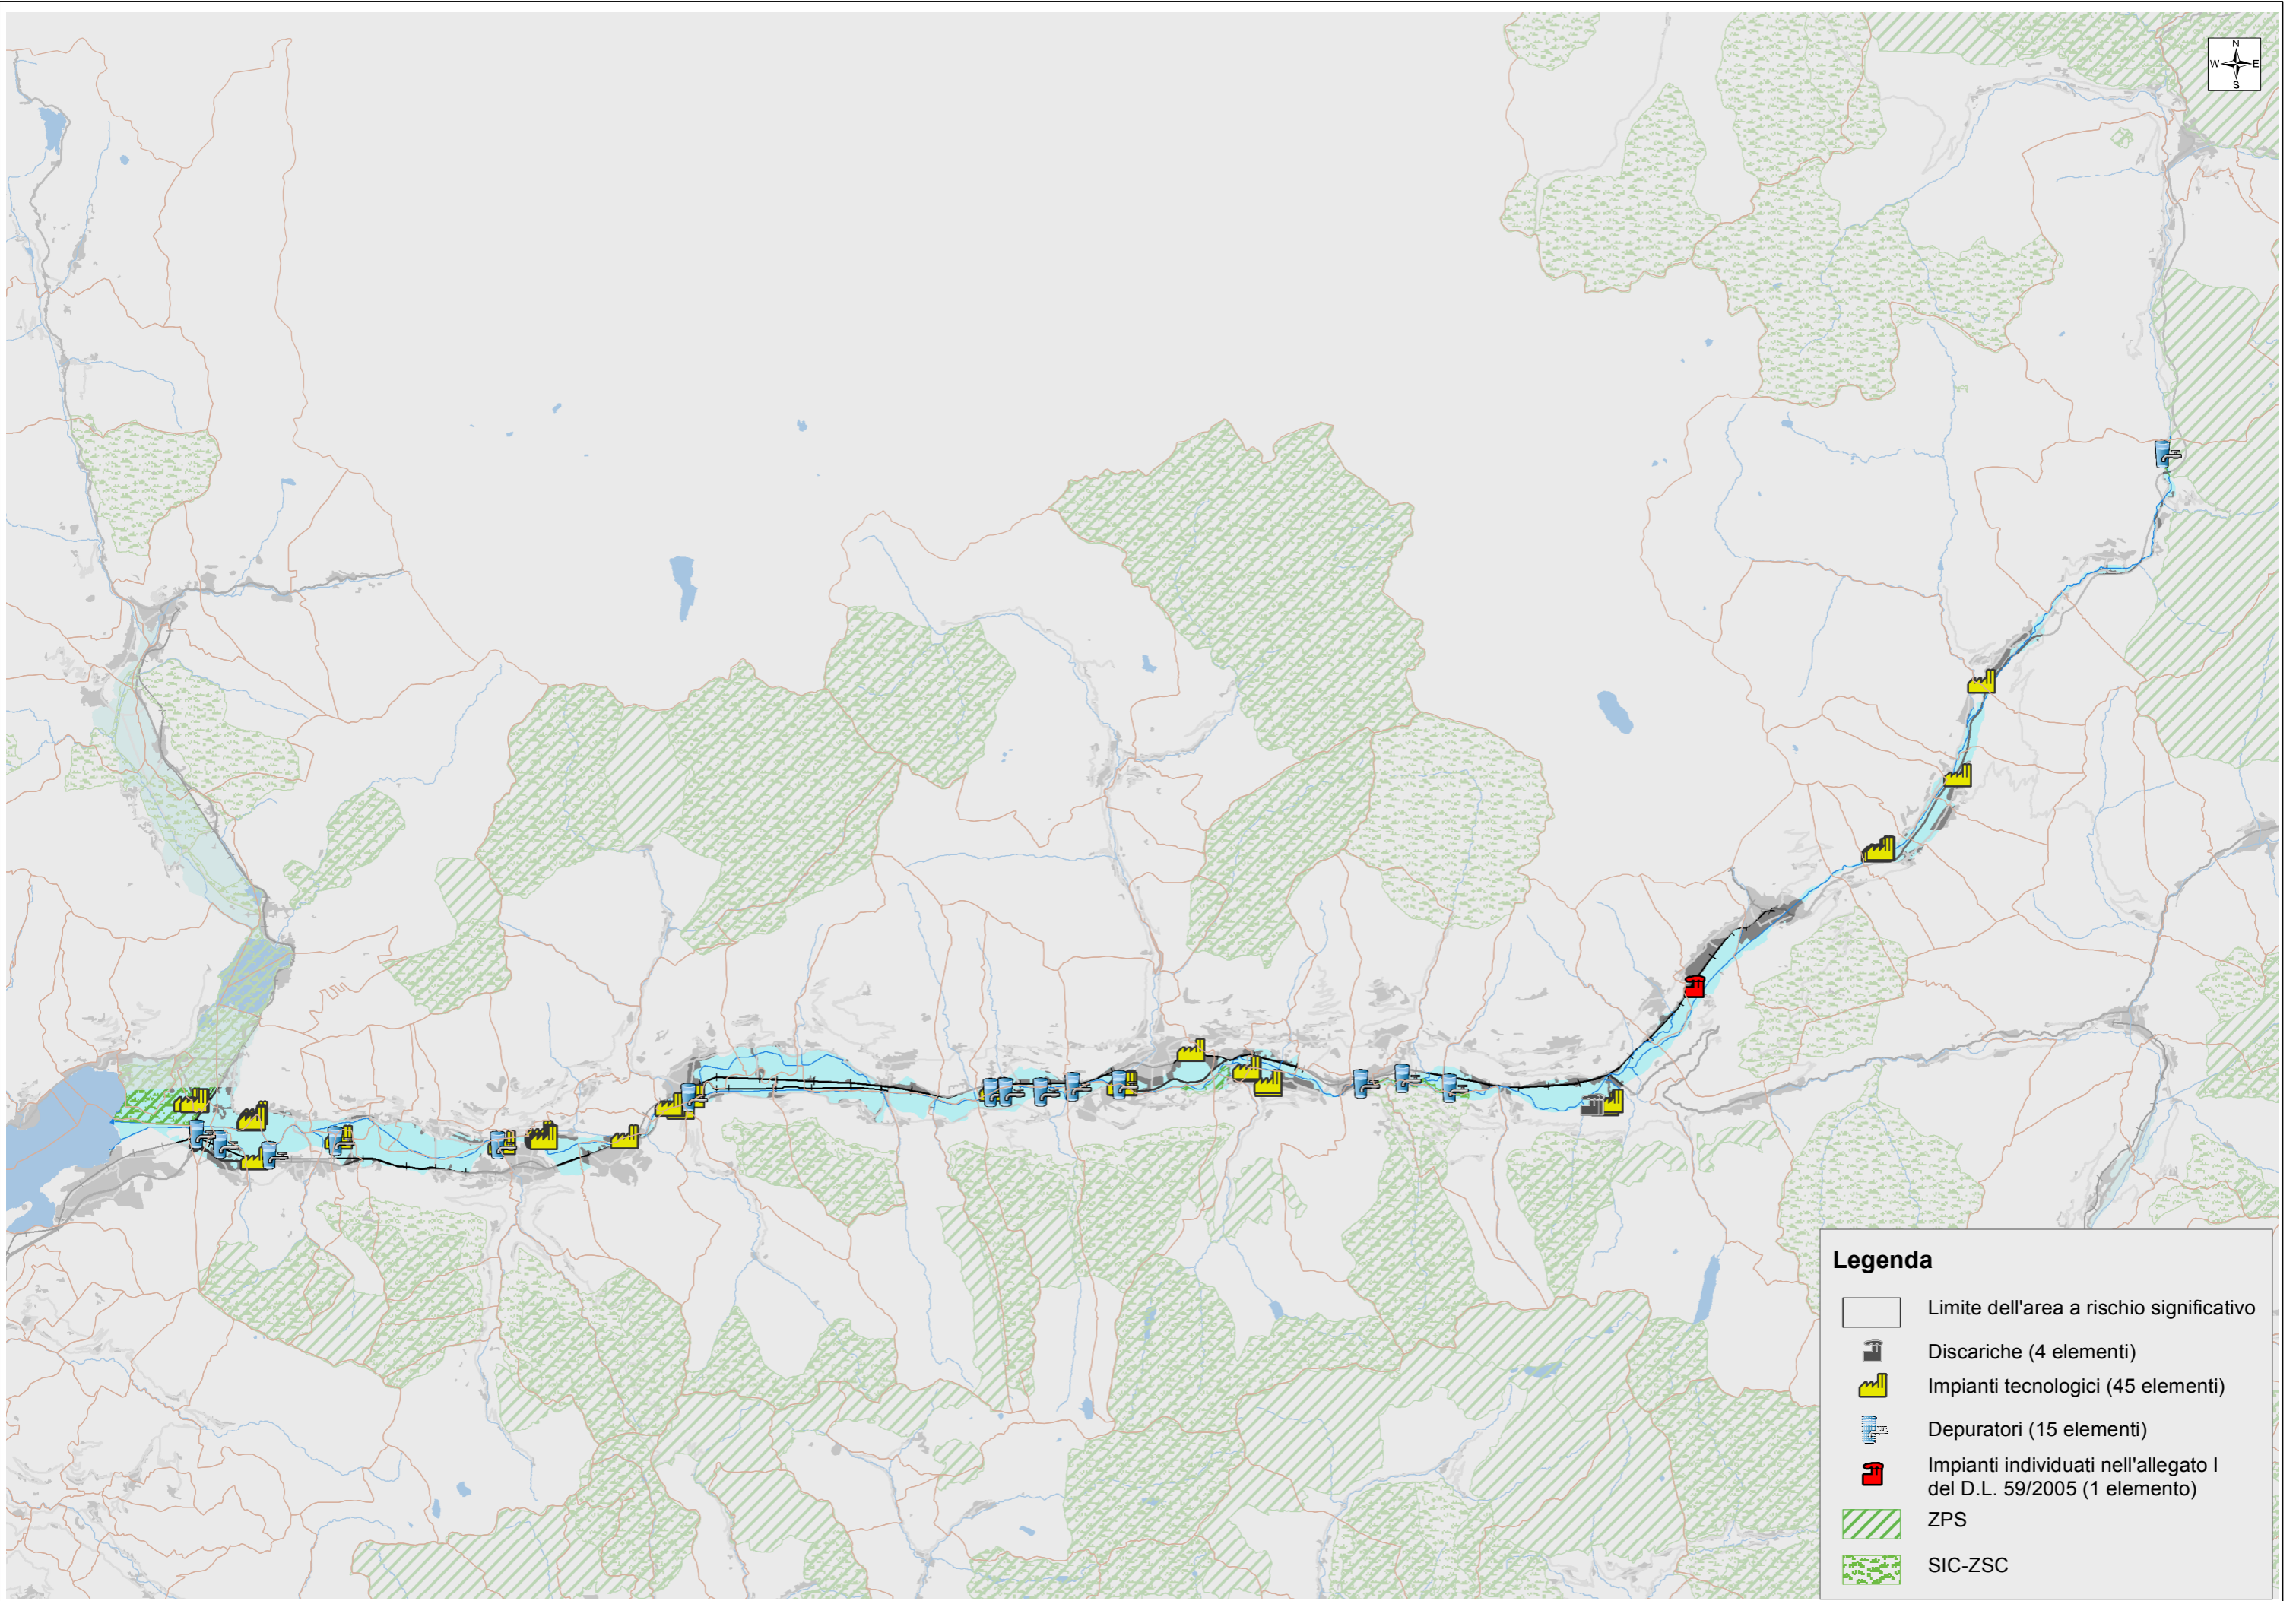 N
W E
S
Legenda
Limite dell'area a rischio significativo
Discariche (4 elementi)
Impianti tecnologici (45 elementi)
Depuratori (15 elementi)
Impianti individuati nell'allegato I
del D.L. 59/2005 (1 elemento)
ZPS
SIC-ZSC